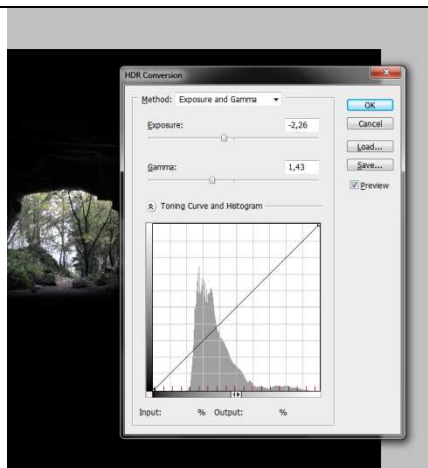 HDR Conversion
Method: Exposure and Gamma
OK
Exposure: -2,26
Cancel
Load...
Gamma: 1,43
Save...
Preview
Toning Curve and Histogram
Input: % Output: %